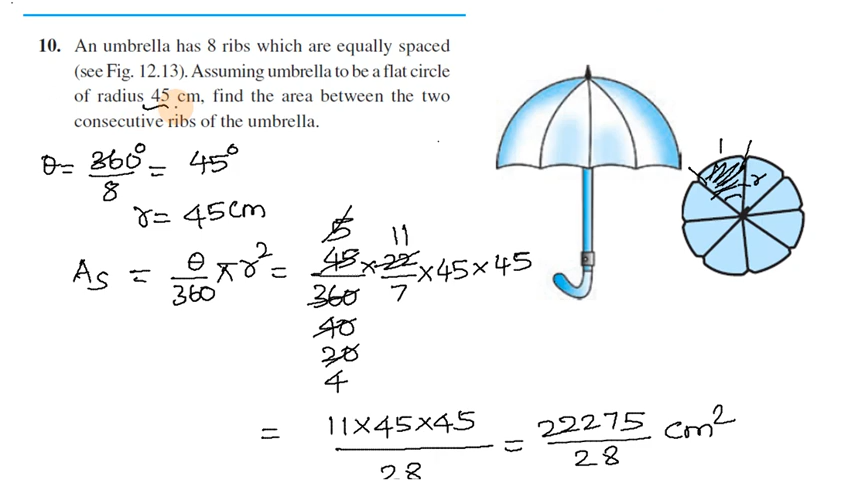 10. An umbrella has 8 ribs which are equally spaced
(see Fig. 12.13). Assuming umbrella to be a flat circle
of radius 45 cm, find the area between the two
consecutive ribs of the umbrella.
θ = 360°/8 = 45°
r = 45cm
r
5 11
As = θ/360 πr² = 45/360 × 22/7 × 45 × 45
40
20
4
= 11×45×45/28 = 22275/28 cm²